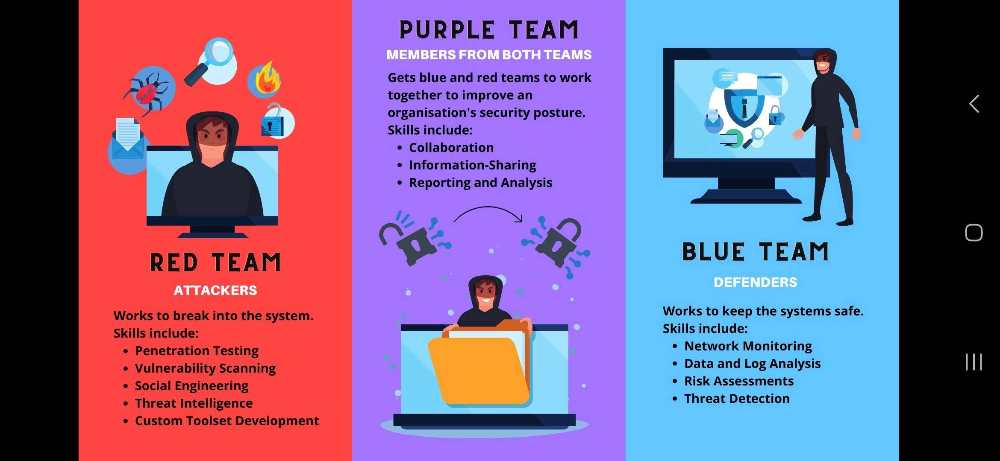 RED TEAM
ATTACKERS
Works to break into the system.
Skills include:
• Penetration Testing
• Vulnerability Scanning
• Social Engineering
• Threat Intelligence
• Custom Toolset Development
PURPLE TEAM
MEMBERS FROM BOTH TEAMS
Gets blue and red teams to work
together to improve an
organisation's security posture.
Skills include:
• Collaboration
• Information-Sharing
• Reporting and Analysis
BLUE TEAM
DEFENDERS
Works to keep the systems safe.
Skills include:
• Network Monitoring
• Data and Log Analysis
• Risk Assessments
• Threat Detection